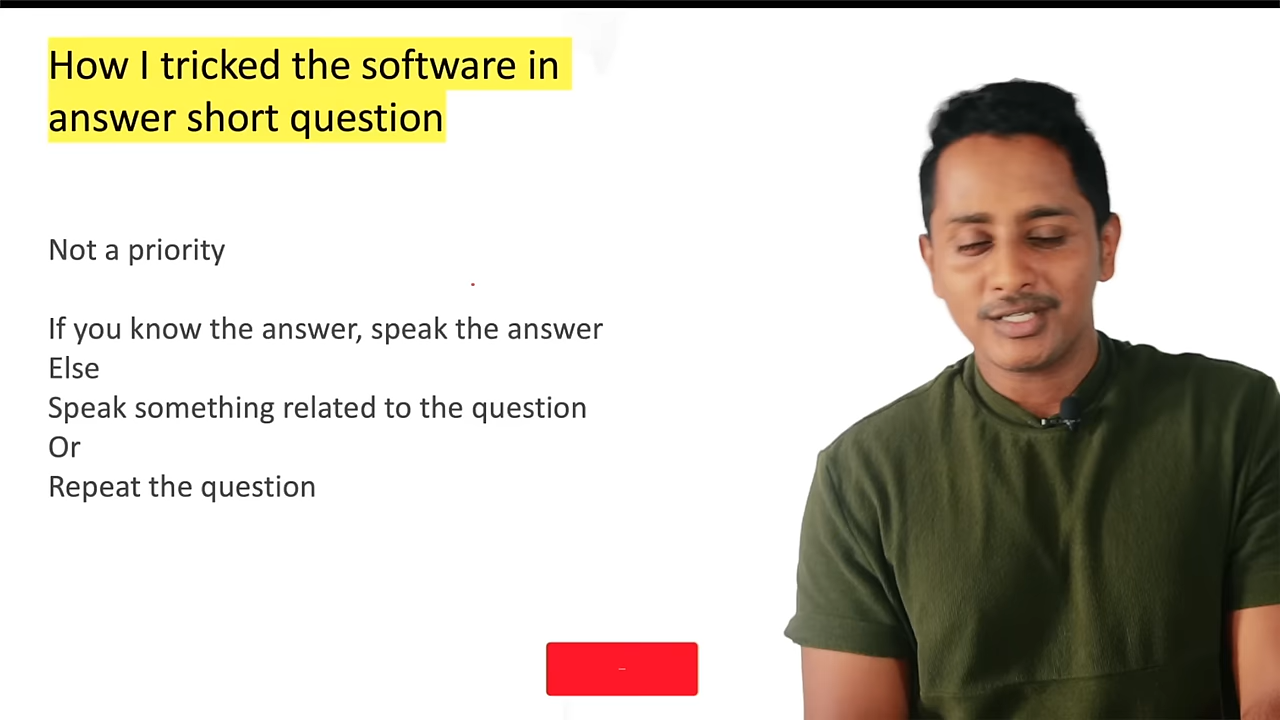 How I tricked the software in
answer short question
Not a priority
If you know the answer, speak the answer
Else
Speak something related to the question
Or
Repeat the question